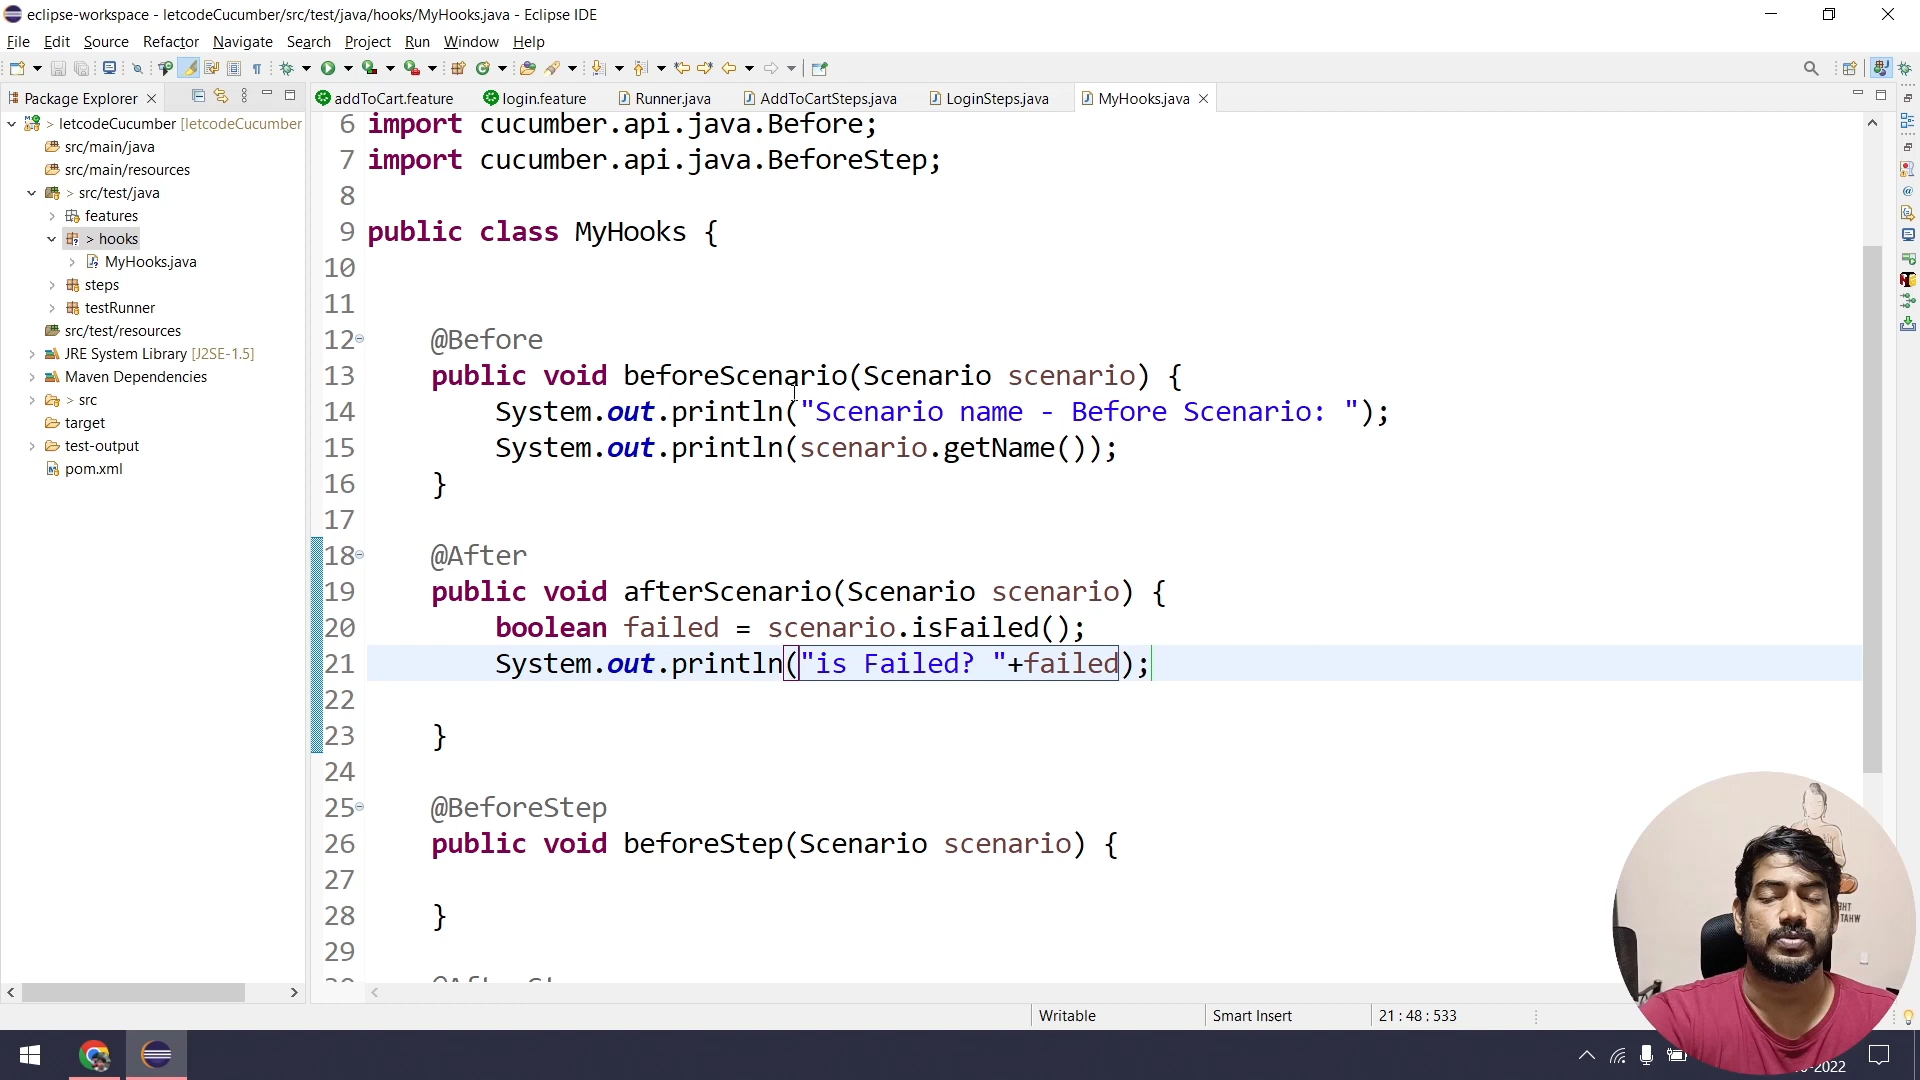 eclipse-workspace - letcodeCucumber/src/test/java/hooks/MyHooks.java - Eclipse IDE
File Edit Source Refactor Navigate Search Project Run Window Help
Package Explorer
addToCart.feature login.feature Runner.java AddToCartSteps.java LoginSteps.java MyHooks.java
> letcodeCucumber [letcodeCucumber
src/main/java
src/main/resources
> src/test/java
features
> hooks
MyHooks.java
steps
testRunner
src/test/resources
JRE System Library [J2SE-1.5]
Maven Dependencies
> src
target
test-output
pom.xml
6 import cucumber.api.java.Before;
7 import cucumber.api.java.BeforeStep;
8
9 public class MyHooks {
10
11
12 @Before
13 public void beforeScenario(Scenario scenario) {
14 System.out.println("Scenario name - Before Scenario: ");
15 System.out.println(scenario.getName());
16 }
17
18 @After
19 public void afterScenario(Scenario scenario) {
20 boolean failed = scenario.isFailed();
21 System.out.println("is Failed? "+failed);
22
23 }
24
25 @BeforeStep
26 public void beforeStep(Scenario scenario) {
27
28 }
29
Writable Smart Insert 21 : 48 : 533
-2022